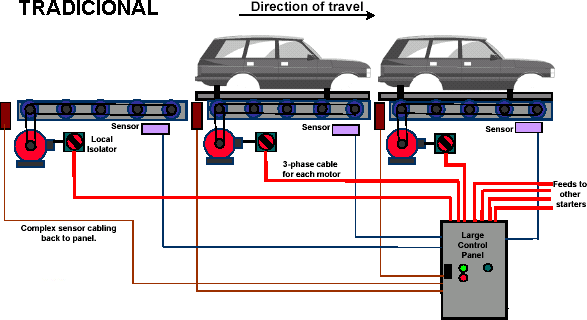 TRADICIONAL
Direction of travel
Sensor
Local
Isolator
Sensor
Sensor
3-phase cable
for each motor
Feeds to
other
starters
Complex sensor cabling
back to panel.
Large
Control
Panel